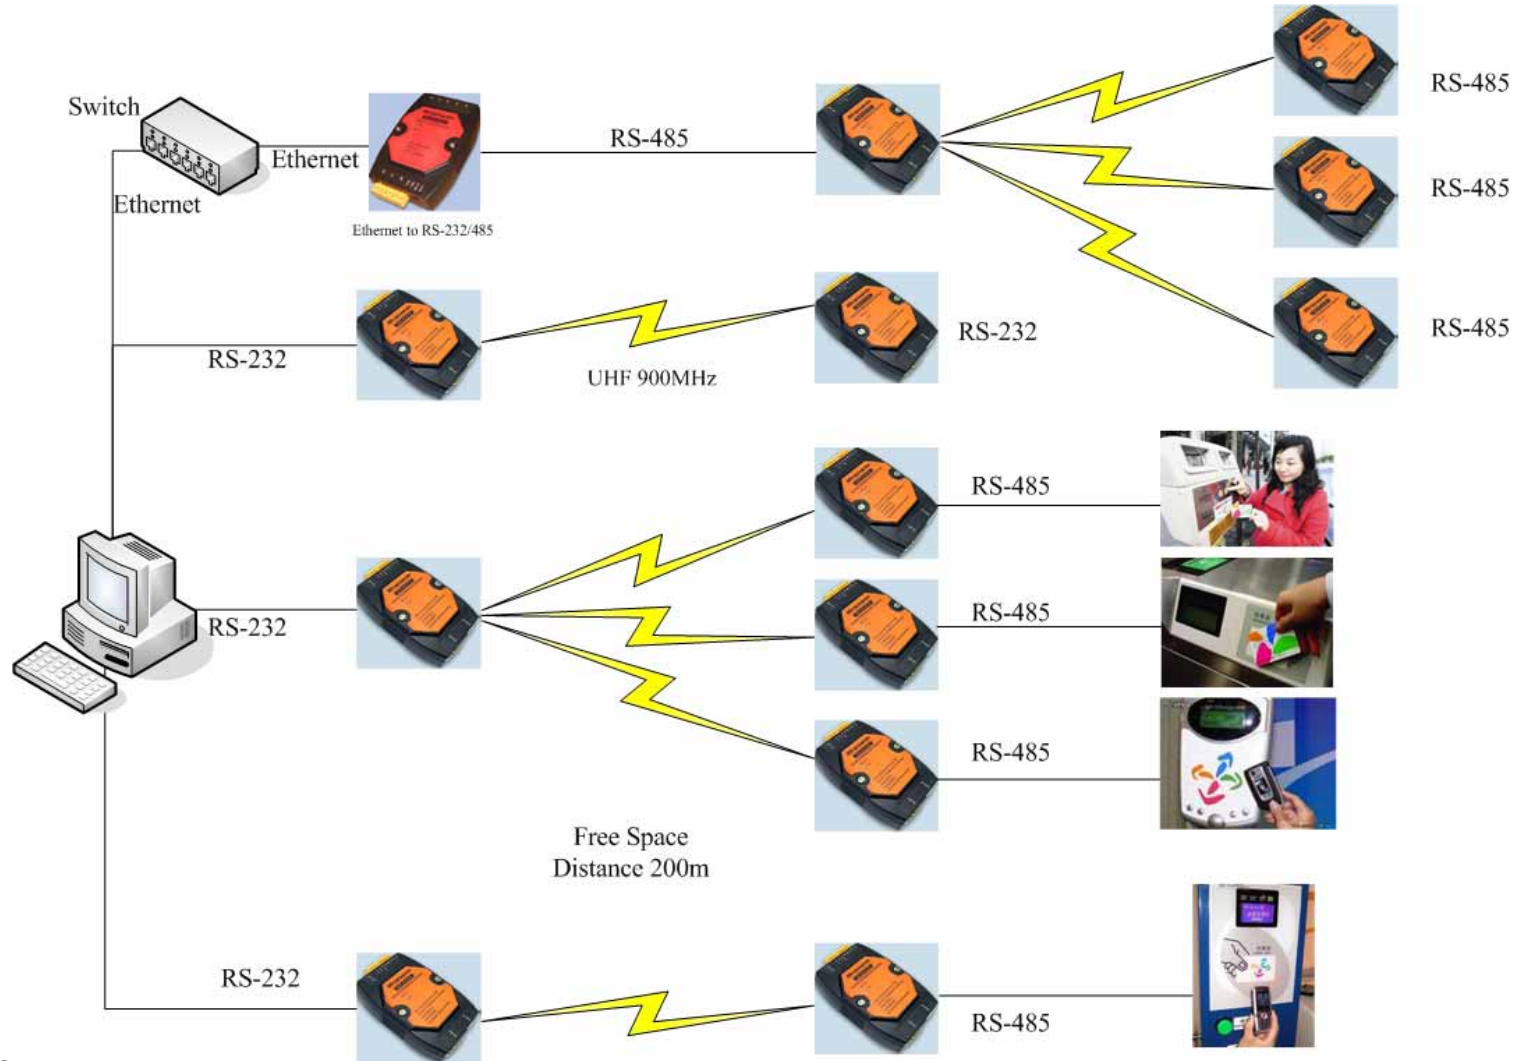 Switch
Ethernet
Ethernet
Ethernet to RS-232/485
RS-485
RS-485
RS-485
RS-485
RS-232
UHF 900MHz
RS-232
RS-232
RS-485
RS-485
RS-485
Free Space
Distance 200m
RS-232
RS-485